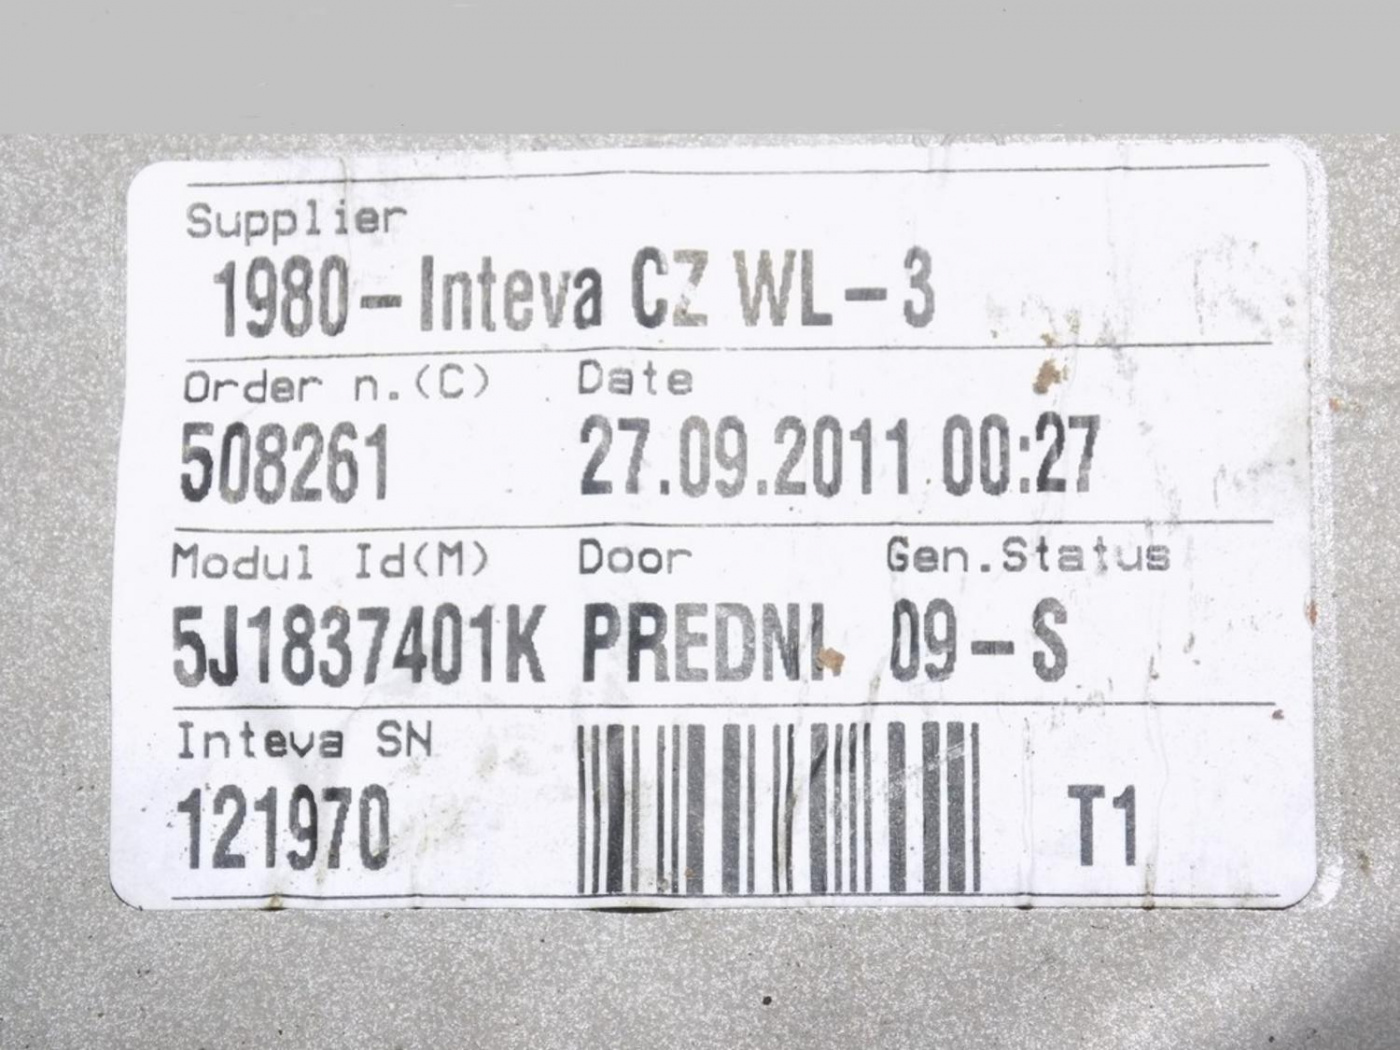 Supplier
1980-Inteva CZ WL-3
Order n.(C) Date
508261 27.09.2011 00:27
Modul Id(M) Door Gen.Status
5J1837401K PREDNI 09-S
Inteva SN
121970 T1